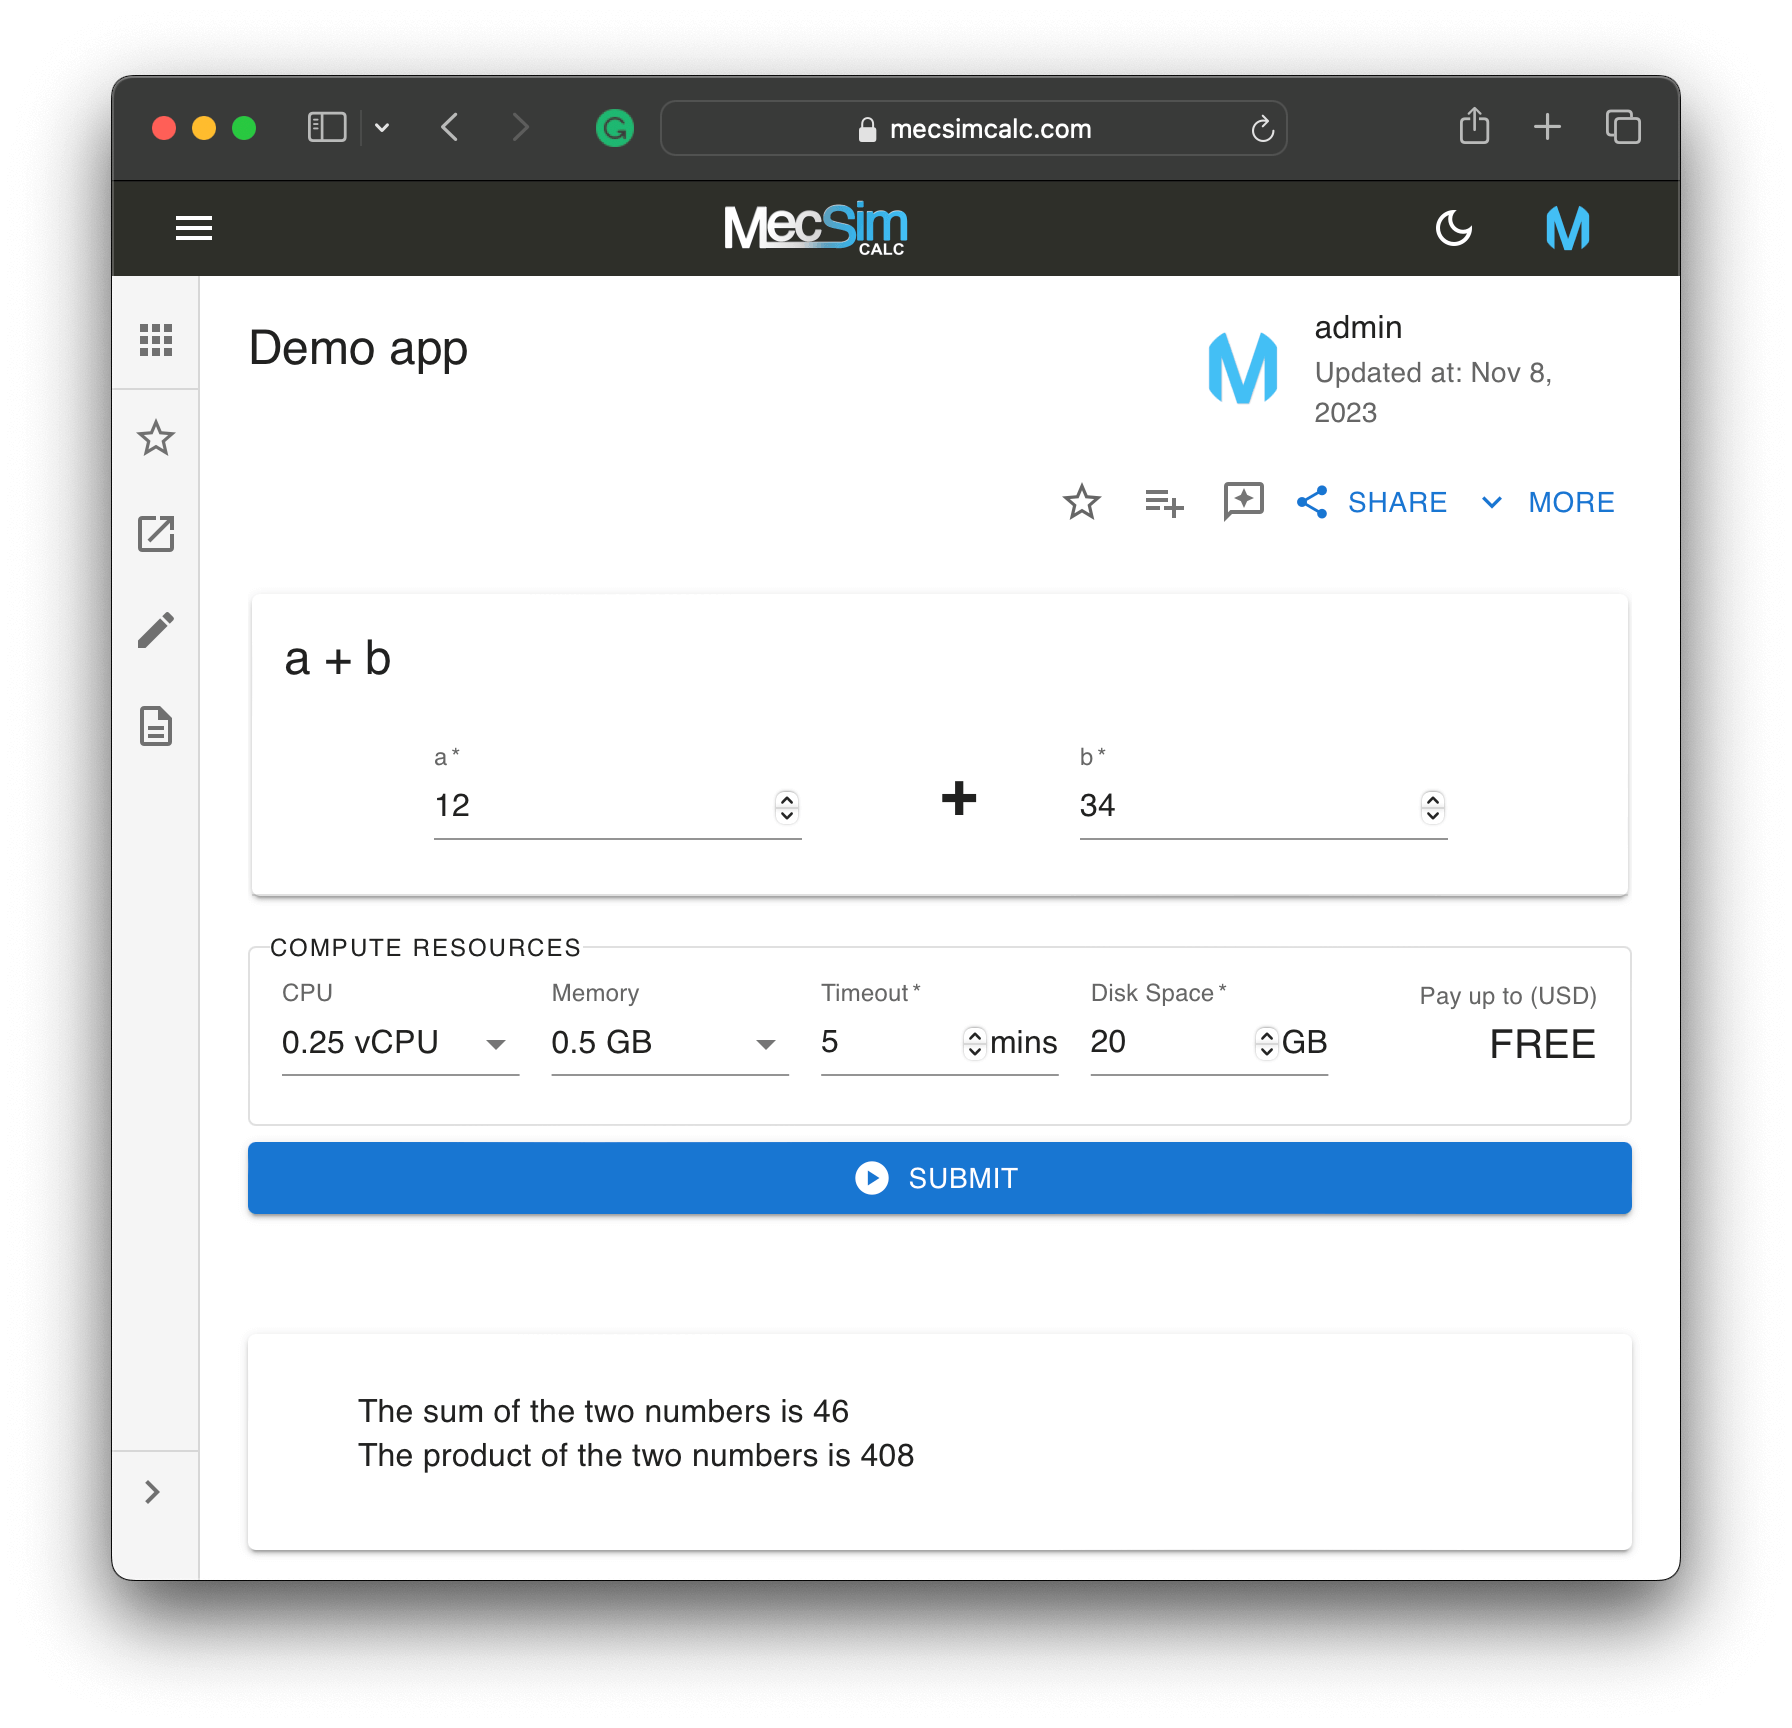 mecsimcalc.com
MecSim
CALC
Demo app
admin
Updated at: Nov 8,
2023
SHARE
MORE
a + b
a *
b *
12
+
34
COMPUTE RESOURCES
CPU
Memory
Timeout *
Disk Space *
Pay up to (USD)
0.25 vCPU
0.5 GB
5
mins
20
GB
FREE
SUBMIT
The sum of the two numbers is 46
The product of the two numbers is 408